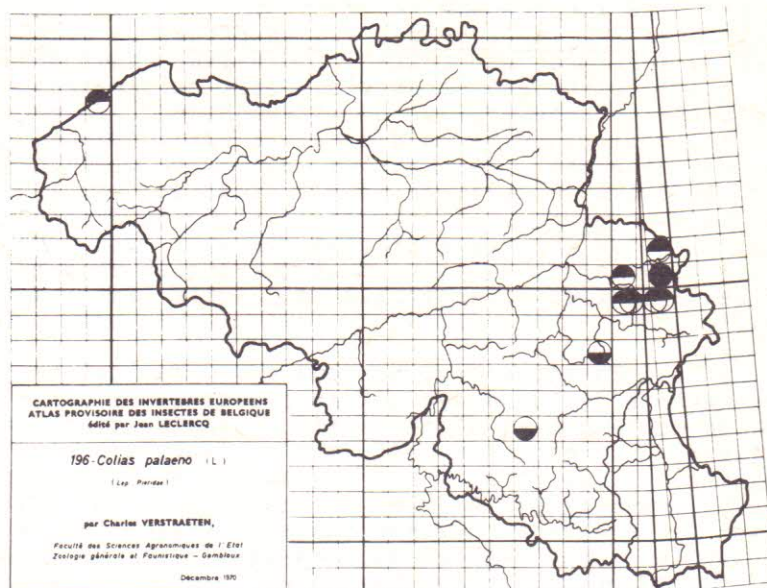 CARTOGRAPHIE DES INVERTEBRES EUROPEENS
ATLAS PROVISOIRE DES INSECTES DE BELGIQUE
édité par Jean LECLERCQ
196-Colias palaeno (L.)
(Lep. Pieridae)
par Charles VERSTRAETEN,
Faculté des Sciences Agronomiques de l'Etat
Zoologie générale et Faunistique - Gembloux
Décembre 1970